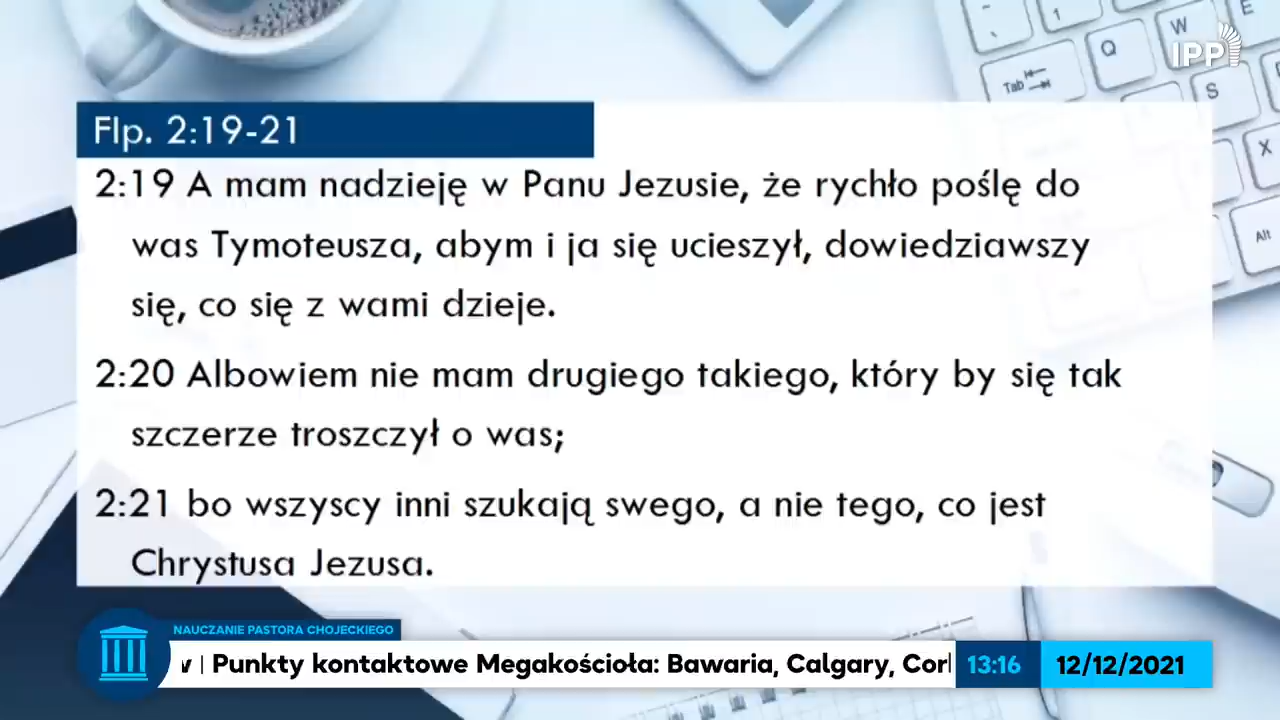 IPP
Flp. 2:19-21
2:19 A mam nadzieję w Panu Jezusie, że rychło poślę do
was Tymoteusza, abym i ja się ucieszył, dowiedziawszy
się, co się z wami dzieje.
2:20 Albowiem nie mam drugiego takiego, który by się tak
szczerze troszczył o was;
2:21 bo wszyscy inni szukają swego, a nie tego, co jest
Chrystusa Jezusa.
NAUCZANIE PASTORA CHOJECKIEGO
| Punkty kontaktowe Megakościoła: Bawaria, Calgary,
13:16
12/12/2021
Tab
Q
W
E
S
X
Alt
1